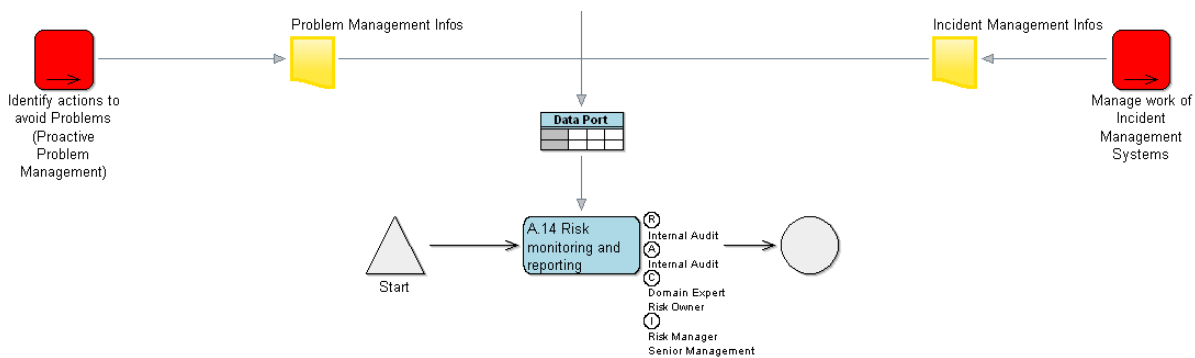 Problem Management Infos
Incident Management Infos
Identify actions to
avoid Problems
(Proactive
Problem
Management)
Manage work of
Incident
Management
Systems
Data Port
A.14 Risk
monitoring and
reporting
R
Internal Audit
A
Internal Audit
C
Domain Expert
Risk Owner
I
Risk Manager
Senior Management
Start